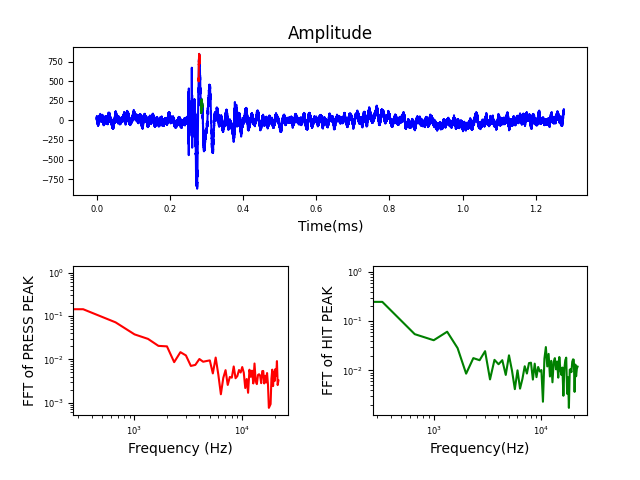 Amplitude
750
500
250
0
−250
−500
−750
0.0 0.2 0.4 0.6 0.8 1.0 1.2
Time(ms)
FFT of PRESS PEAK
10⁰
10⁻¹
10⁻²
10⁻³
10³ 10⁴
Frequency (Hz)
FFT of HIT PEAK
10⁰
10⁻¹
10⁻²
10³ 10⁴
Frequency(Hz)